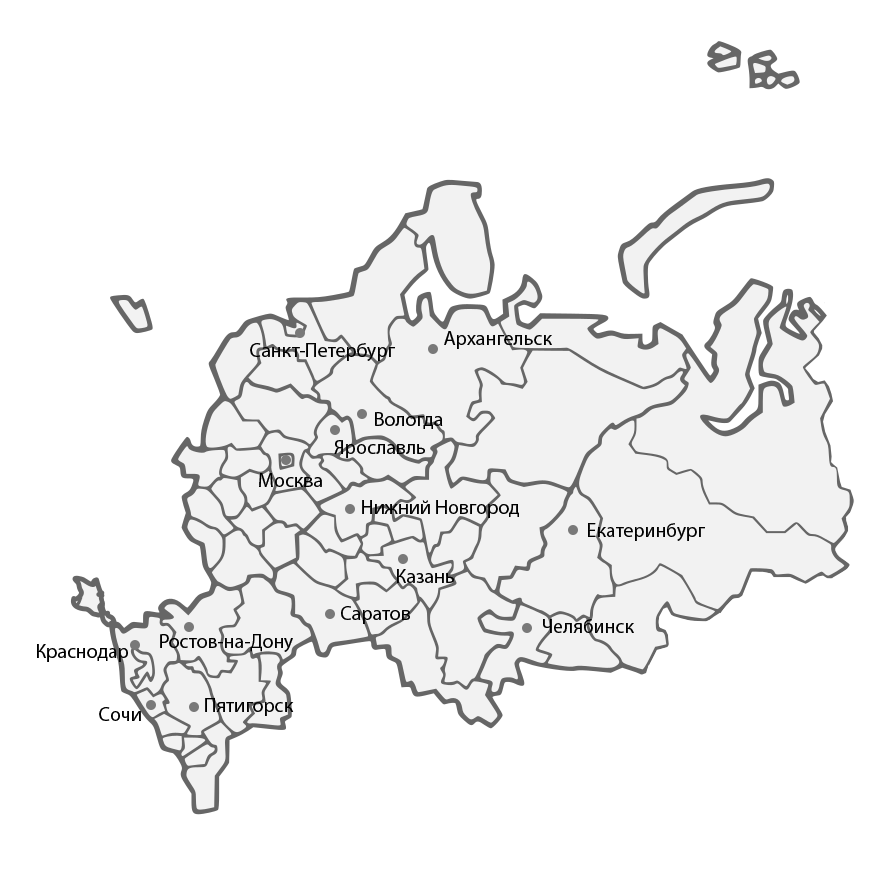 Архангельск
Санкт-Петербург
Вологда
Ярославль
Москва
Нижний Новгород
Екатеринбург
Казань
Саратов
Челябинск
Ростов-на-Дону
Краснодар
Пятигорск
Сочи